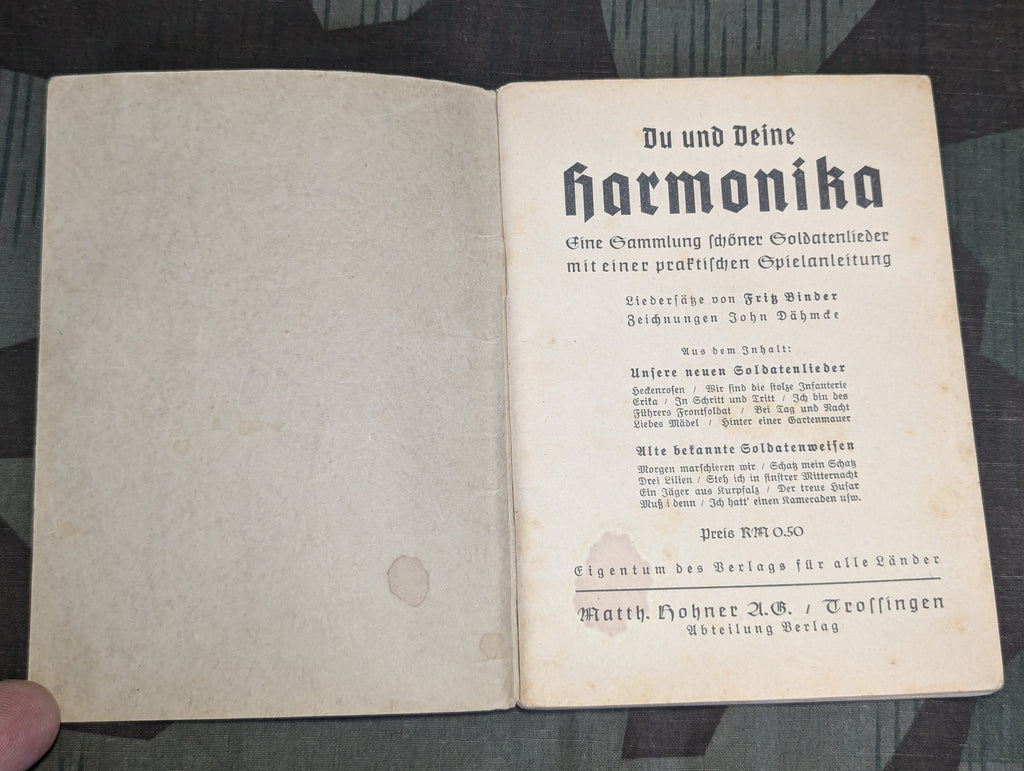 Du und Deine
Harmonika
Eine Sammlung schöner Soldatenlieder
mit einer praktischen Spielanleitung
Liedersätze von Fritz Binder
Zeichnungen John Dähmcke
Aus dem Inhalt:
Unsere neuen Soldatenlieder
Heckenrosen / Wir sind die stolze Infanterie
Erika / In Schritt und Tritt / Ich bin des
Führers Frontsoldat / Bei Tag und Nacht
Liebes Mädel / Hinter einer Gartenmauer
Alte bekannte Soldatenweisen
Morgen marschieren wir / Schatz mein Schatz
Drei Lilien / Steh ich in finstrer Mitternacht
Ein Jäger aus Kurpfalz / Der treue Husar
Muß i denn / Ich hatt' einen Kameraden usw.
Preis RM 0.50
Eigentum des Verlags für alle Länder
Matth. Hohner A.G. / Trossingen
Abteilung Verlag